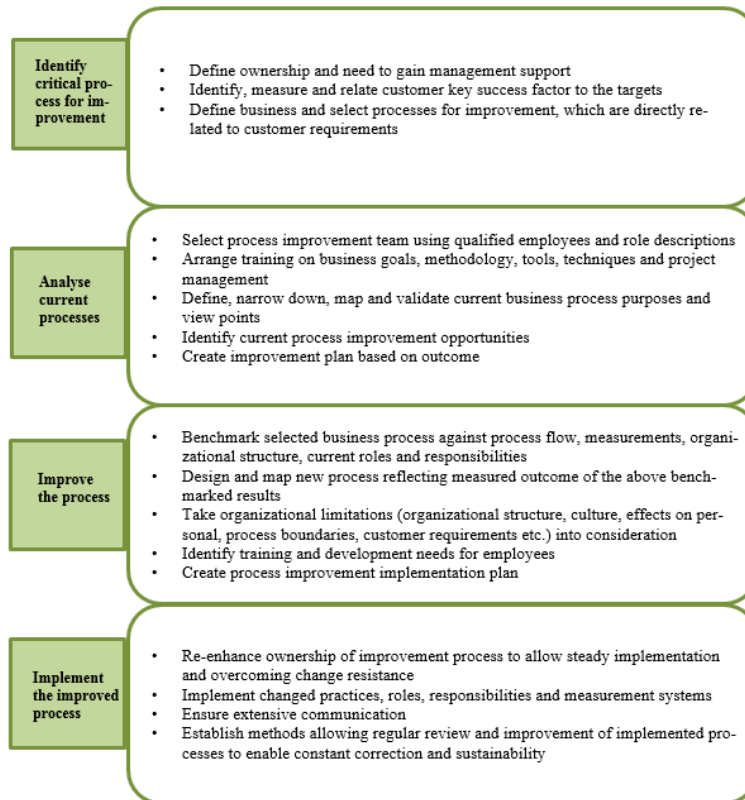 Identify
critical pro-
cess for im-
provement
• Define ownership and need to gain management support
• Identify, measure and relate customer key success factor to the targets
• Define business and select processes for improvement, which are directly re-
lated to customer requirements
Analyse
current
processes
• Select process improvement team using qualified employees and role descriptions
• Arrange training on business goals, methodology, tools, techniques and project
management
• Define, narrow down, map and validate current business process purposes and
view points
• Identify current process improvement opportunities
• Create improvement plan based on outcome
Improve
the process
• Benchmark selected business process against process flow, measurements, organi-
zational structure, current roles and responsibilities
• Design and map new process reflecting measured outcome of the above bench-
marked results
• Take organizational limitations (organizational structure, culture, effects on per-
sonal, process boundaries, customer requirements etc.) into consideration
• Identify training and development needs for employees
• Create process improvement implementation plan
Implement
the improved
process
• Re-enhance ownership of improvement process to allow steady implementation
and overcoming change resistance
• Implement changed practices, roles, responsibilities and measurement systems
• Ensure extensive communication
• Establish methods allowing regular review and improvement of implemented pro-
cesses to enable constant correction and sustainability